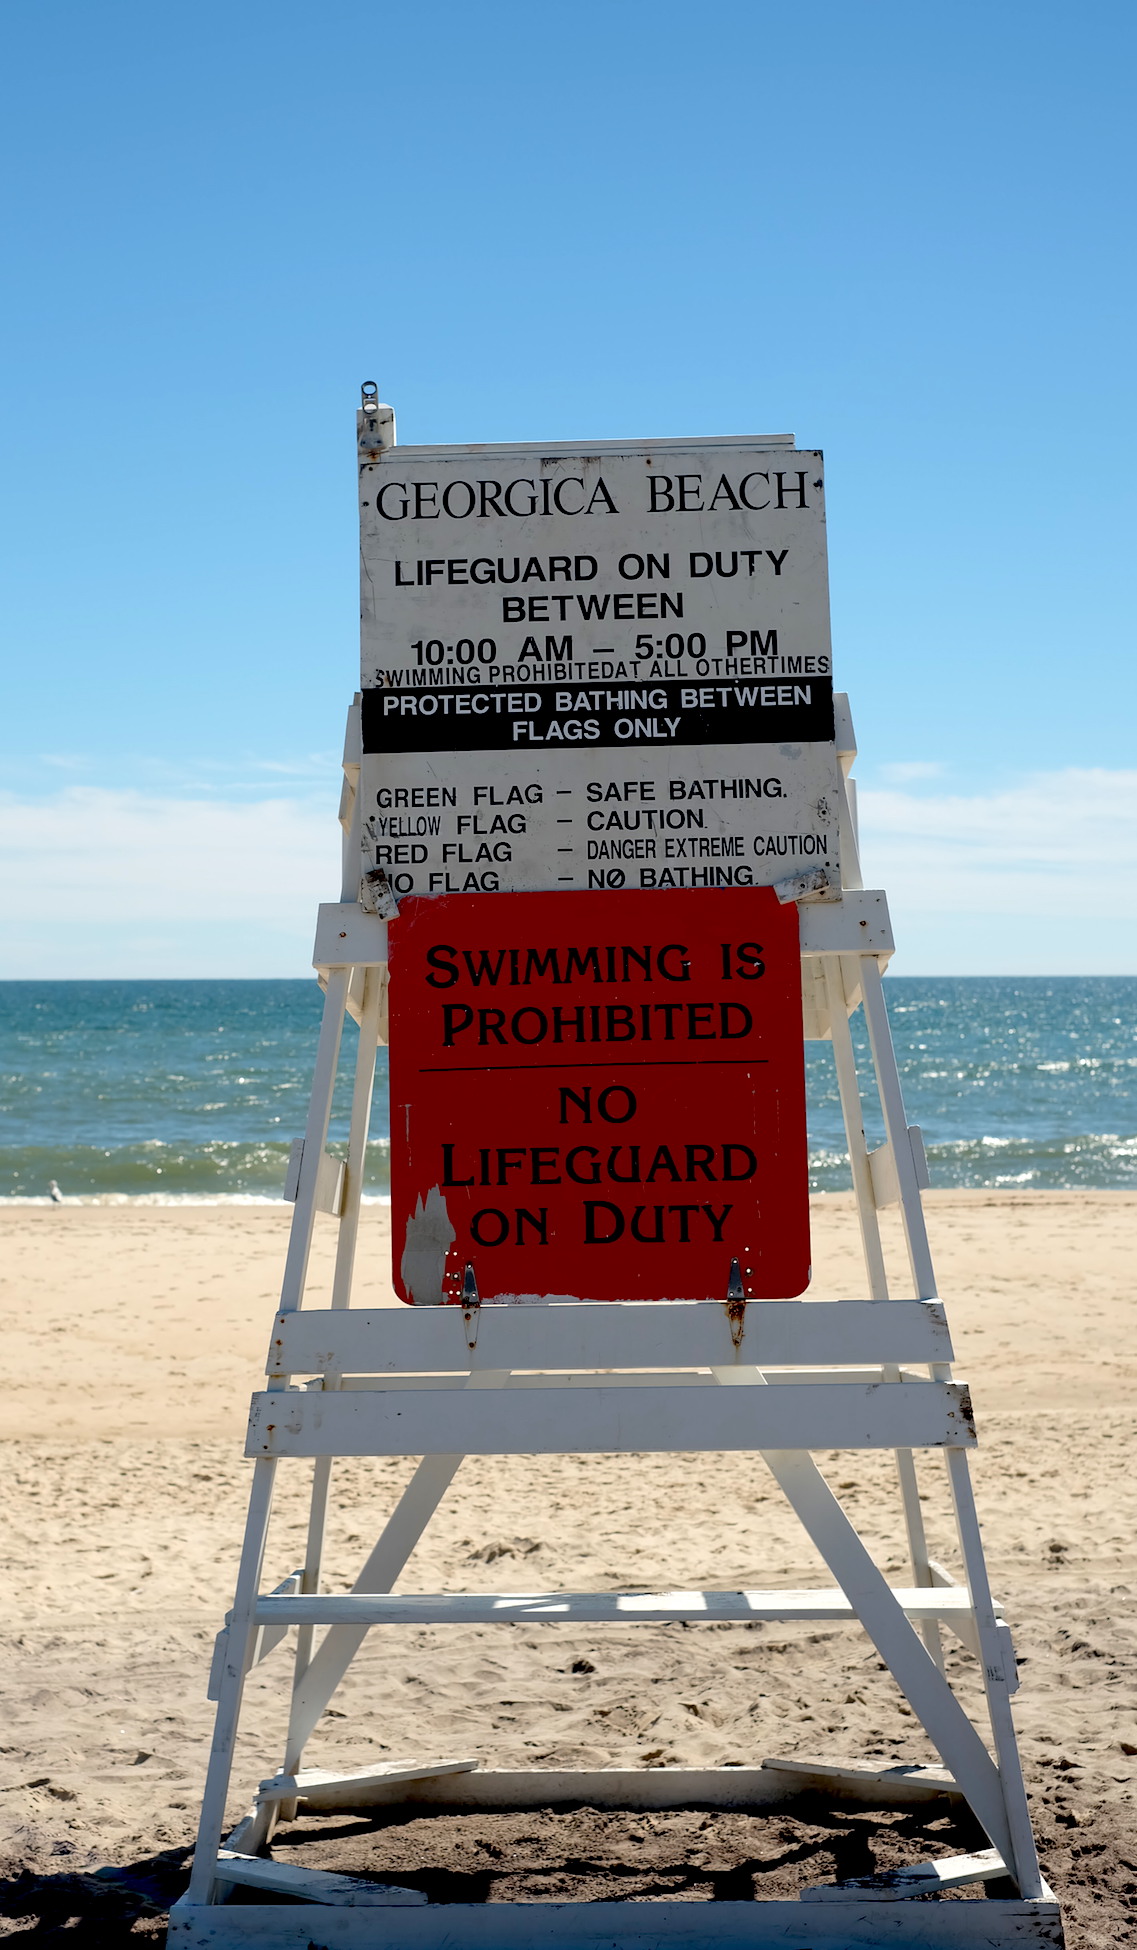 GEORGICA BEACH
LIFEGUARD ON DUTY
BETWEEN
10:00 AM – 5:00 PM
SWIMMING PROHIBITEDAT ALL OTHERTIMES
PROTECTED BATHING BETWEEN
FLAGS ONLY
GREEN FLAG – SAFE BATHING.
YELLOW FLAG – CAUTION.
RED FLAG – DANGER EXTREME CAUTION
NO FLAG – NØ BATHING.
SWIMMING IS
PROHIBITED
NO
LIFEGUARD
ON DUTY